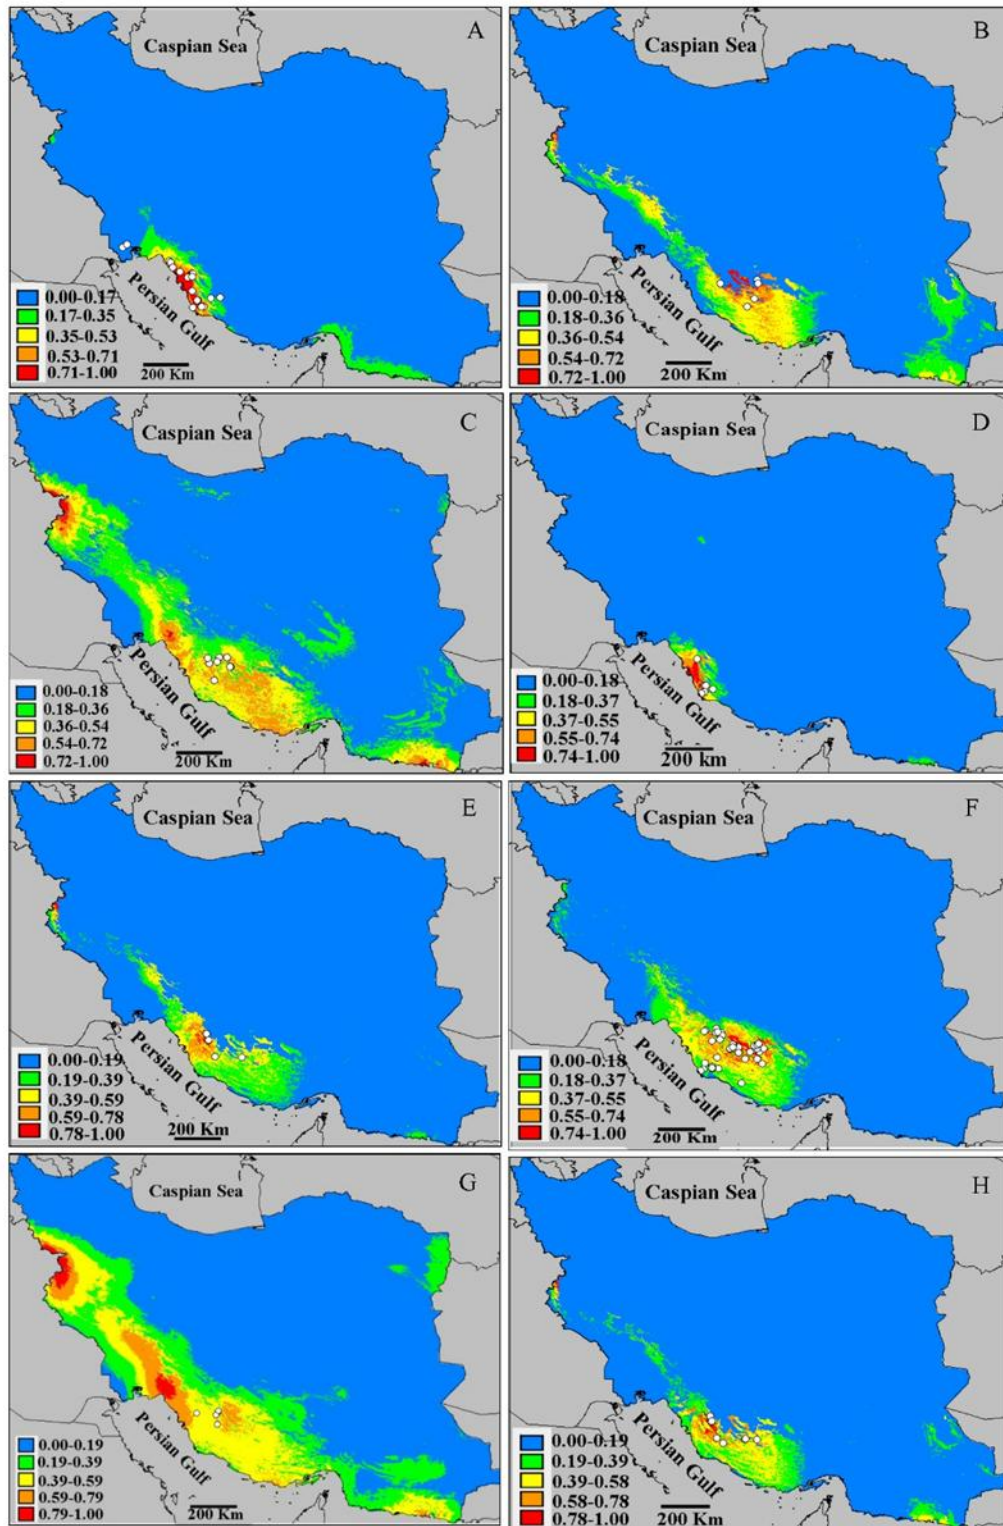 Caspian Sea
A
Persian Gulf
0.00-0.17
0.17-0.35
0.35-0.53
0.53-0.71
0.71-1.00
200 Km
Caspian Sea
B
Persian Gulf
0.00-0.18
0.18-0.36
0.36-0.54
0.54-0.72
0.72-1.00
200 Km
Caspian Sea
C
Persian Gulf
0.00-0.18
0.18-0.36
0.36-0.54
0.54-0.72
0.72-1.00
200 Km
Caspian Sea
D
Persian Gulf
0.00-0.18
0.18-0.37
0.37-0.55
0.55-0.74
0.74-1.00
200 km
Caspian Sea
E
Persian Gulf
0.00-0.19
0.19-0.39
0.39-0.59
0.59-0.78
0.78-1.00
200 Km
Caspian Sea
F
Persian Gulf
0.00-0.18
0.18-0.37
0.37-0.55
0.55-0.74
0.74-1.00
200 Km
Caspian Sea
G
Persian Gulf
0.00-0.19
0.19-0.39
0.39-0.59
0.59-0.79
0.79-1.00
200 Km
Caspian Sea
H
Persian Gulf
0.00-0.19
0.19-0.39
0.39-0.58
0.58-0.78
0.78-1.00
200 Km